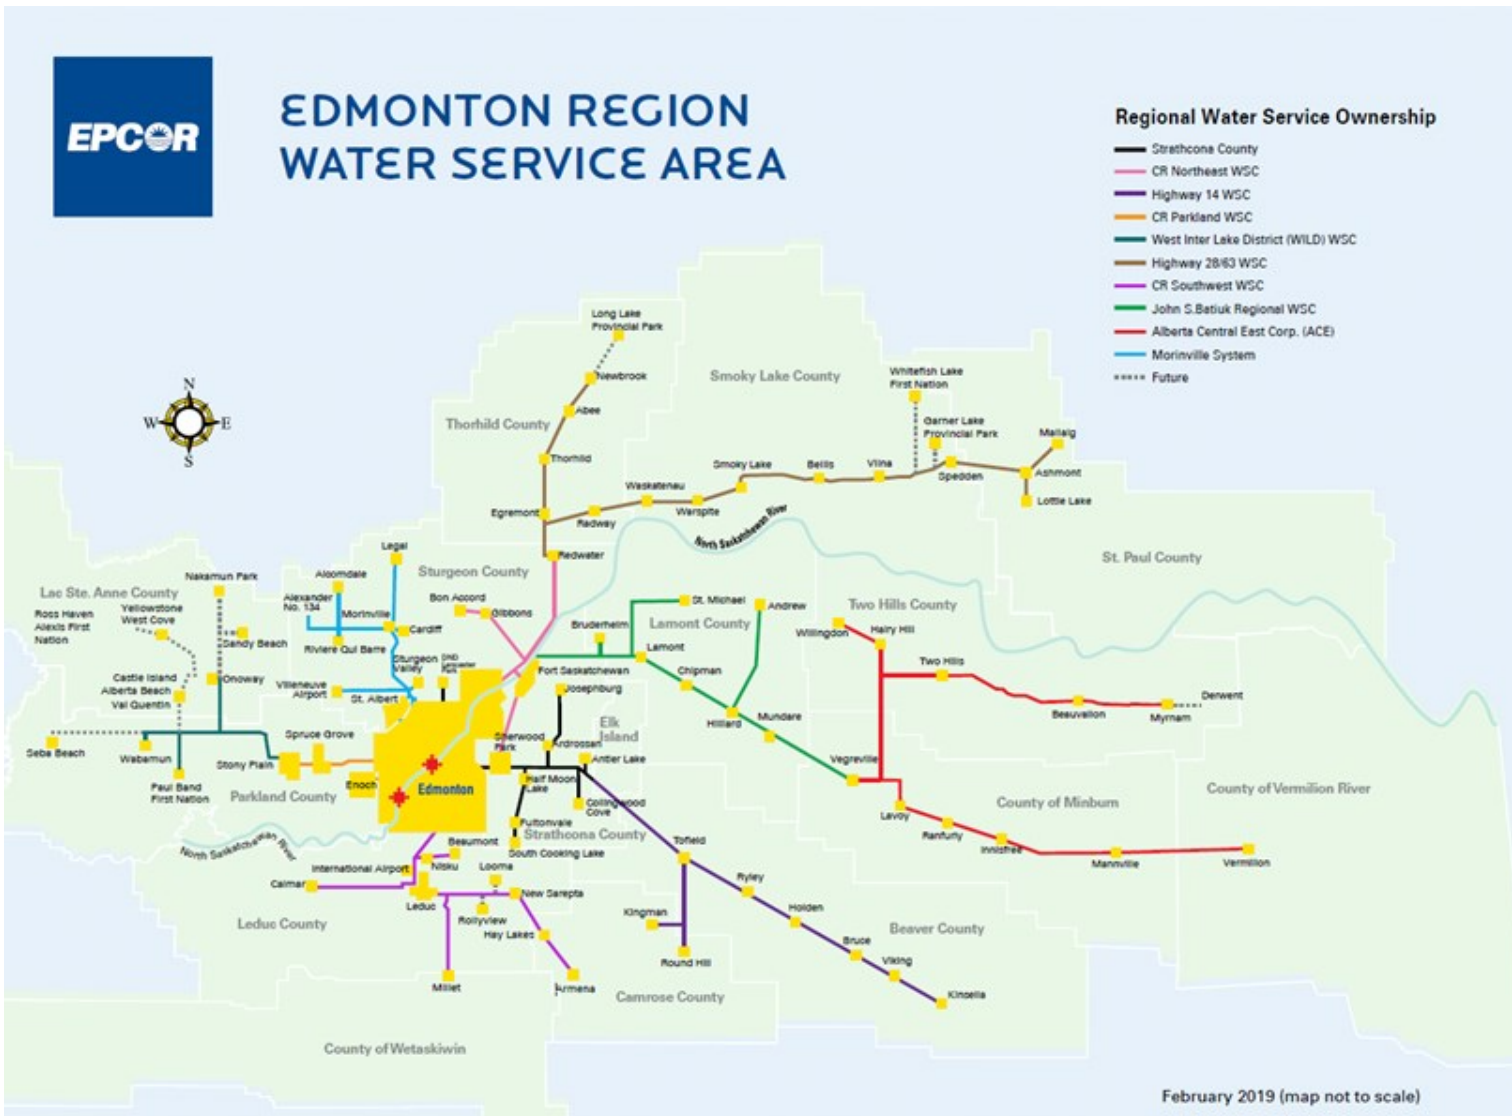 EPCOR
EDMONTON REGION
WATER SERVICE AREA
Regional Water Service Ownership
Strathcona County
CR Northeast WSC
Highway 14 WSC
CR Parkland WSC
West Inter Lake District (WILD) WSC
Highway 28/63 WSC
CR Southwest WSC
John S.Batiuk Regional WSC
Alberta Central East Corp. (ACE)
Morinville System
Future
N
W
E
S
Long Lake
Provincial Park
Newbrook
Abee
Thorhild County
Thorhild
Egremont
Radway
Waskatenau
Warspite
Smoky Lake County
Smoky Lake
Bellis
Vilna
Whitefish Lake
First Nation
Garner Lake
Provincial Park
Spedden
Mallaig
Ashmont
Lottie Lake
North Saskatchewan River
St. Paul County
Redwater
Sturgeon County
Legal
Alcomdale
Alexander
No. 134
Morinville
Cardiff
Riviere Qui Barre
Sturgeon
Valley
Villeneuve
Airport
St. Albert
Bon Accord
Gibbons
Nakamun Park
Lac Ste. Anne County
Ross Haven
Alexis First
Nation
Yellowstone
West Cove
Sandy Beach
Castle Island
Alberta Beach
Val Quentin
Onoway
Seba Beach
Wabamun
Paul Band
First Nation
Spruce Grove
Stony Plain
Parkland County
Enoch
Edmonton
North Saskatchewan River
Bruderheim
St. Michael
Lamont County
Andrew
Lamont
Chipman
Fort Saskatchewan
Josephburg
Elk
Island
Hilliard
Mundare
Sherwood
Park
Ardrossan
Antler Lake
Half Moon
Lake
Collingwood
Cove
Fultonvale
Strathcona County
South Cooking Lake
Two Hills County
Willingdon
Hairy Hill
Two Hills
Beauvallon
Myrnam
Derwent
Vegreville
Lavoy
Ranfurly
Innisfree
County of Minburn
Mannville
Vermilion
County of Vermilion River
Beaumont
International Airport
Nisku
Looma
Calmar
Leduc
Rollyview
New Sarepta
Leduc County
Hay Lakes
Millet
Armena
Tofield
Ryley
Kingman
Holden
Round Hill
Bruce
Viking
Kinsella
Beaver County
Camrose County
County of Wetaskiwin
February 2019 (map not to scale)